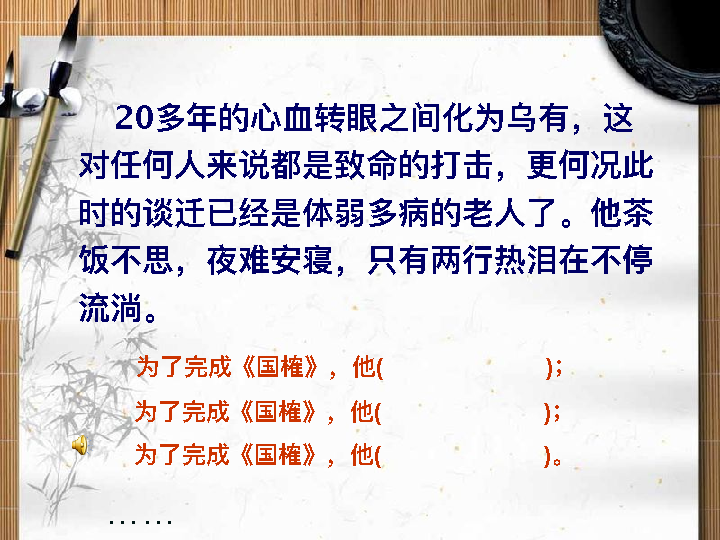 20多年的心血转眼之间化为乌有，这
对任何人来说都是致命的打击，更何况此
时的谈迁已经是体弱多病的老人了。他茶
饭不思，夜难安寝，只有两行热泪在不停
流淌。
为了完成《国榷》，他( )；
为了完成《国榷》，他( )；
为了完成《国榷》，他( )。
……